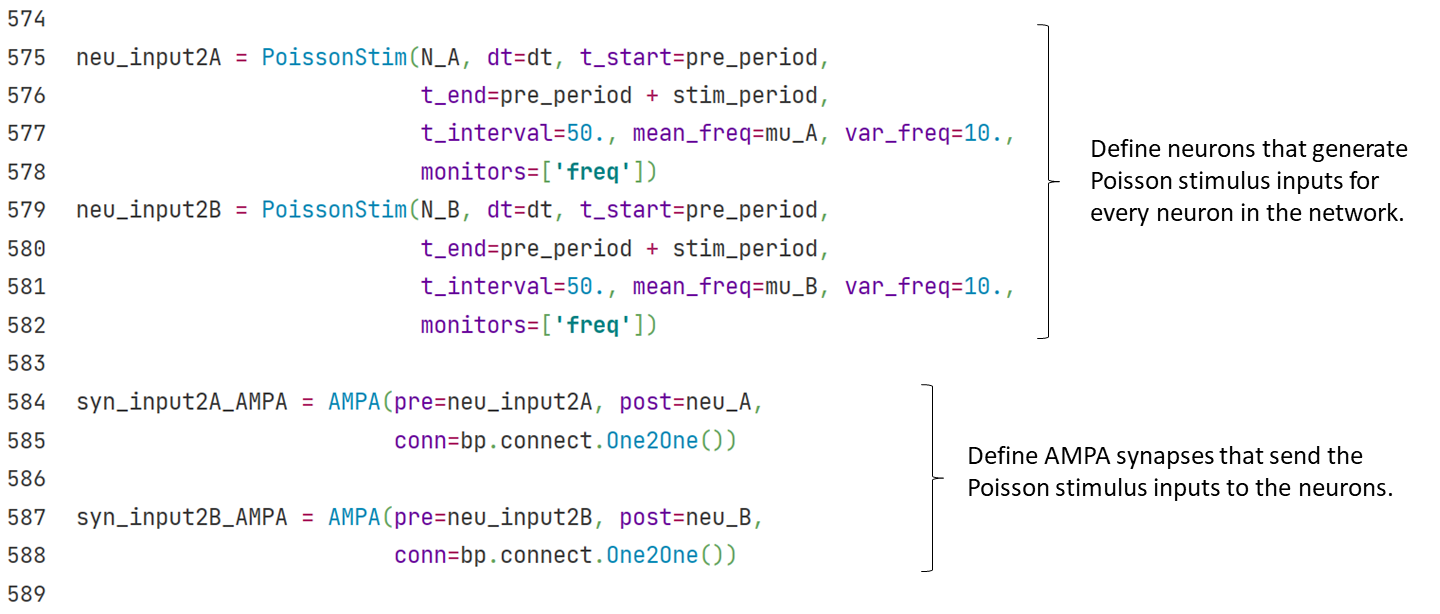 574
575 neu_input2A = PoissonStim(N_A, dt=dt, t_start=pre_period,
576 t_end=pre_period + stim_period,
577 t_interval=50., mean_freq=mu_A, var_freq=10.,
578 monitors=['freq'])
579 neu_input2B = PoissonStim(N_B, dt=dt, t_start=pre_period,
580 t_end=pre_period + stim_period,
581 t_interval=50., mean_freq=mu_B, var_freq=10.,
582 monitors=['freq'])
Define neurons that generate
Poisson stimulus inputs for
every neuron in the network.
583
584 syn_input2A_AMPA = AMPA(pre=neu_input2A, post=neu_A,
585 conn=bp.connect.One2One())
586
587 syn_input2B_AMPA = AMPA(pre=neu_input2B, post=neu_B,
588 conn=bp.connect.One2One())
589
Define AMPA synapses that send the
Poisson stimulus inputs to the neurons.